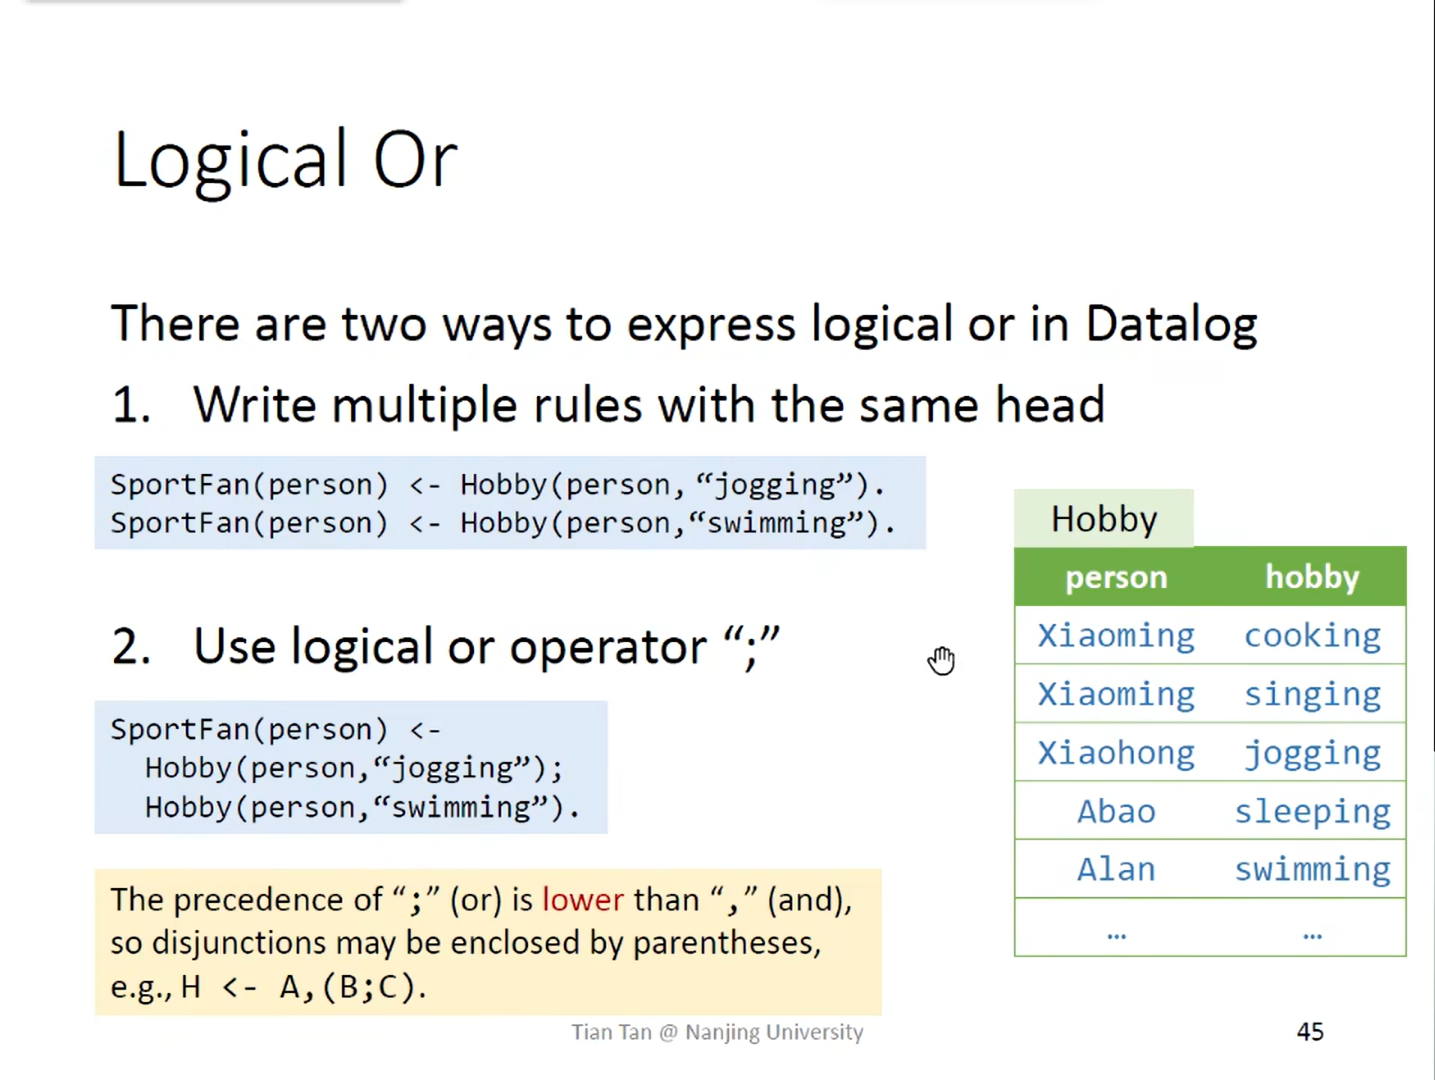 Logical Or
There are two ways to express logical or in Datalog
1. Write multiple rules with the same head
SportFan(person) <- Hobby(person, “jogging”).
SportFan(person) <- Hobby(person,“swimming”).
2. Use logical or operator “;”
SportFan(person) <-
Hobby(person,“jogging”);
Hobby(person,“swimming”).
The precedence of “;” (or) is lower than “,” (and),
so disjunctions may be enclosed by parentheses,
e.g., H <- A,(B;C).
Hobby
person hobby
Xiaoming cooking
Xiaoming singing
Xiaohong jogging
Abao sleeping
Alan swimming
... ...
Tian Tan @ Nanjing University
45